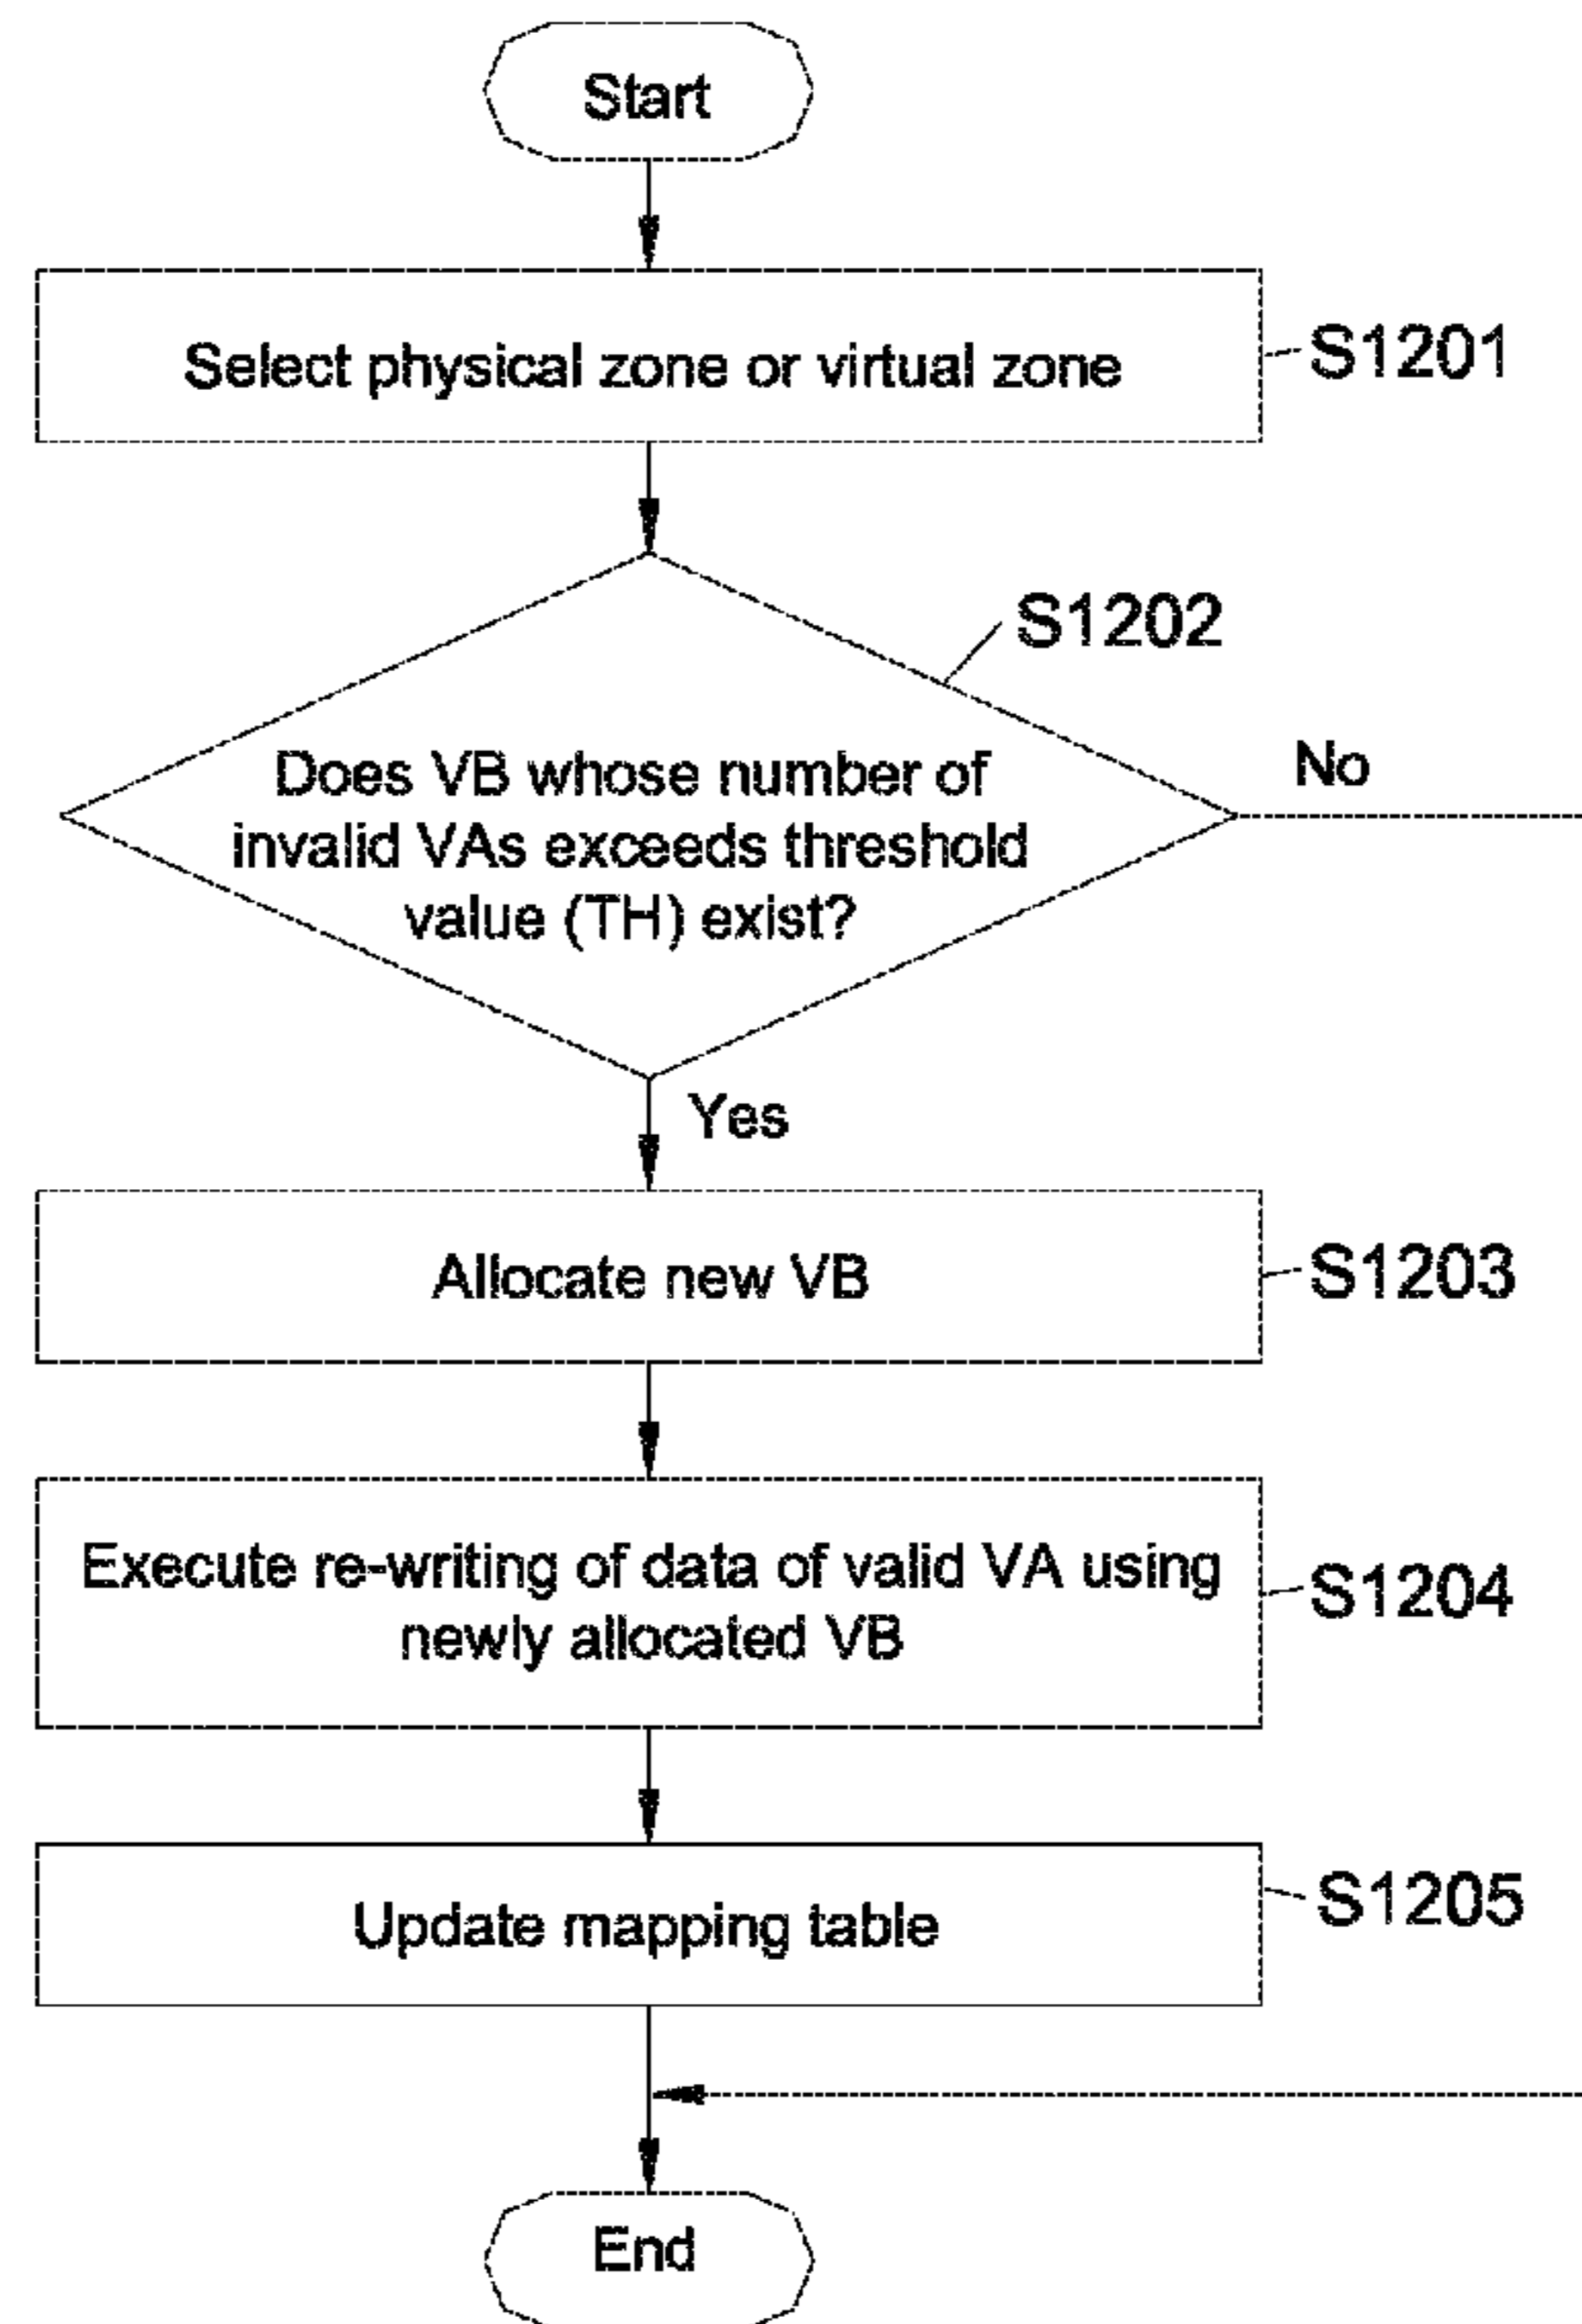 Start
Select physical zone or virtual zone
S1201
S1202
Does VB whose number of
invalid VAs exceeds threshold
value (TH) exist?
No
Yes
Allocate new VB
S1203
Execute re-writing of data of valid VA using
newly allocated VB
S1204
Update mapping table
S1205
End